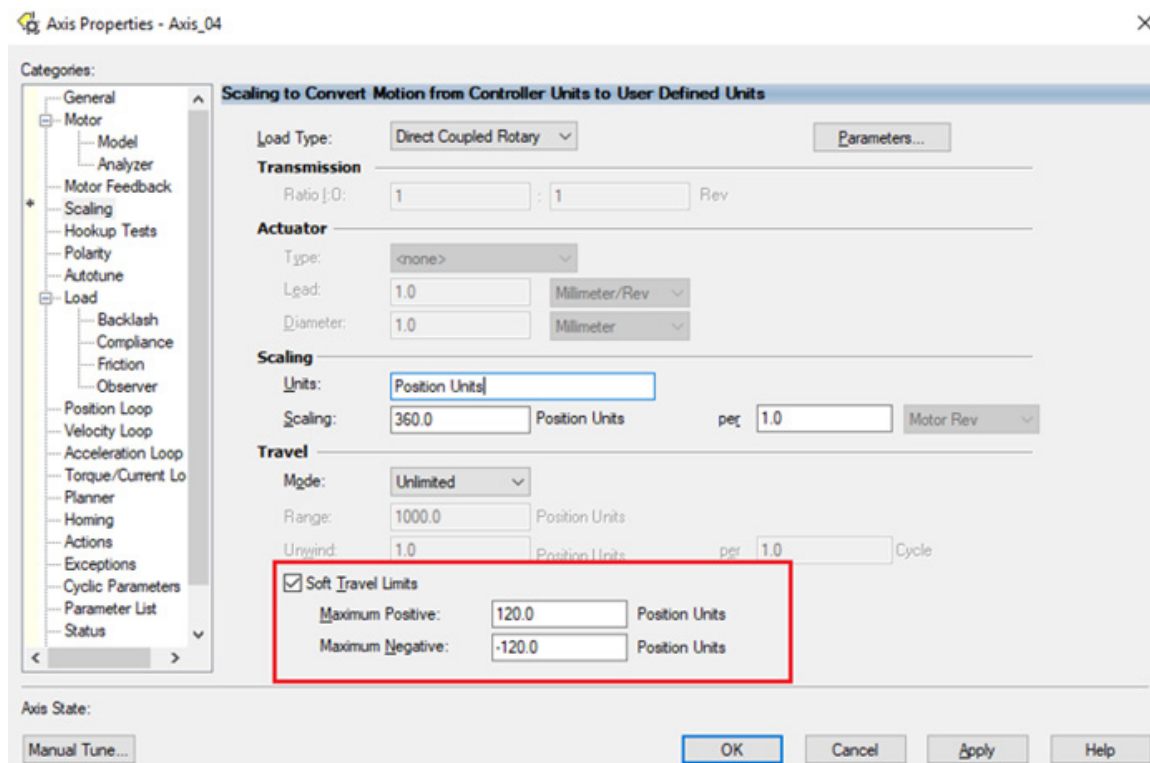 Axis Properties - Axis_04
Categories:
General
Motor
Model
Analyzer
Motor Feedback
* Scaling
Hookup Tests
Polarity
Autotune
Load
Backlash
Compliance
Friction
Observer
Position Loop
Velocity Loop
Acceleration Loop
Torque/Current Lo
Planner
Homing
Actions
Exceptions
Cyclic Parameters
Parameter List
Status
Scaling to Convert Motion from Controller Units to User Defined Units
Load Type: Direct Coupled Rotary Parameters...
Transmission
Ratio I:O: 1 : 1 Rev
Actuator
Type: <none>
Lead: 1.0 Millimeter/Rev
Diameter: 1.0 Millimeter
Scaling
Units: Position Units
Scaling: 360.0 Position Units per 1.0 Motor Rev
Travel
Mode: Unlimited
Range: 1000.0 Position Units
Unwind: 1.0 Position Units per 1.0 Cycle
Soft Travel Limits
Maximum Positive: 120.0 Position Units
Maximum Negative: -120.0 Position Units
Axis State:
Manual Tune... OK Cancel Apply Help